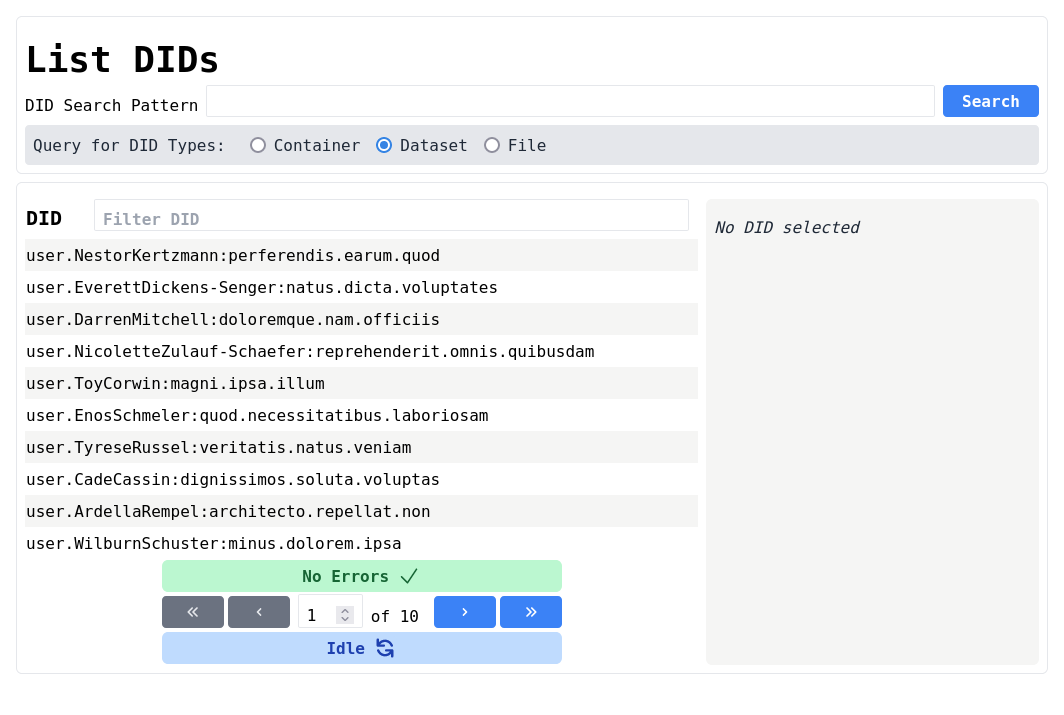 List DIDs
DID Search Pattern
Search
Query for DID Types: Container Dataset File
DID
Filter DID
No DID selected
user.NestorKertzmann:perferendis.earum.quod
user.EverettDickens-Senger:natus.dicta.voluptates
user.DarrenMitchell:doloremque.nam.officiis
user.NicoletteZulauf-Schaefer:reprehenderit.omnis.quibusdam
user.ToyCorwin:magni.ipsa.illum
user.EnosSchmeler:quod.necessitatibus.laboriosam
user.TyreseRussel:veritatis.natus.veniam
user.CadeCassin:dignissimos.soluta.voluptas
user.ArdellaRempel:architecto.repellat.non
user.WilburnSchuster:minus.dolorem.ipsa
No Errors
« ‹ 1 of 10 › »
Idle